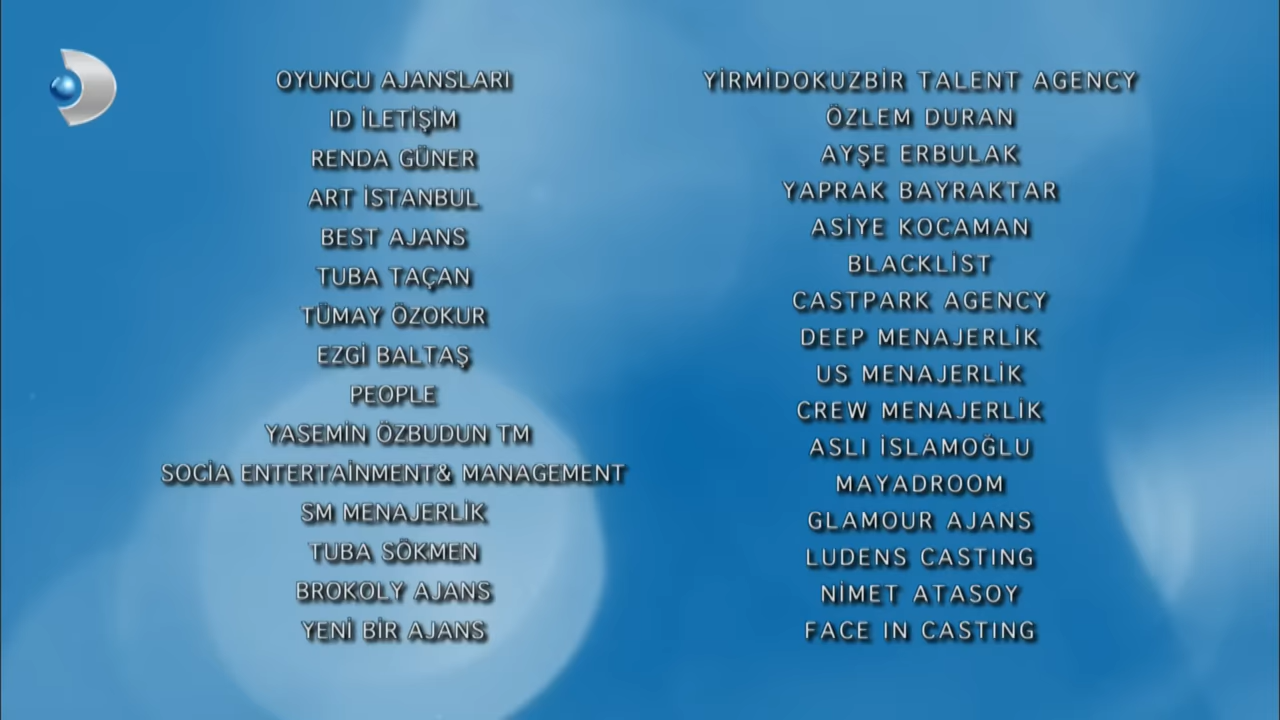 OYUNCU AJANSLARI
ID İLETİŞİM
RENDA GÜNER
ART İSTANBUL
BEST AJANS
TUBA TAÇAN
TÜMAY ÖZOKUR
EZGİ BALTAŞ
PEOPLE
YASEMİN ÖZBUDUN TM
SOCİA ENTERTAİNMENT& MANAGEMENT
SM MENAJERLİK
TUBA SÖKMEN
BROKOLY AJANS
YENİ BİR AJANS
YİRMİDOKUZBİR TALENT AGENCY
ÖZLEM DURAN
AYŞE ERBULAK
YAPRAK BAYRAKTAR
ASİYE KOCAMAN
BLACKLİST
CASTPARK AGENCY
DEEP MENAJERLİK
US MENAJERLİK
CREW MENAJERLİK
ASLI İSLAMOĞLU
MAYADROOM
GLAMOUR AJANS
LUDENS CASTING
NİMET ATASOY
FACE IN CASTING